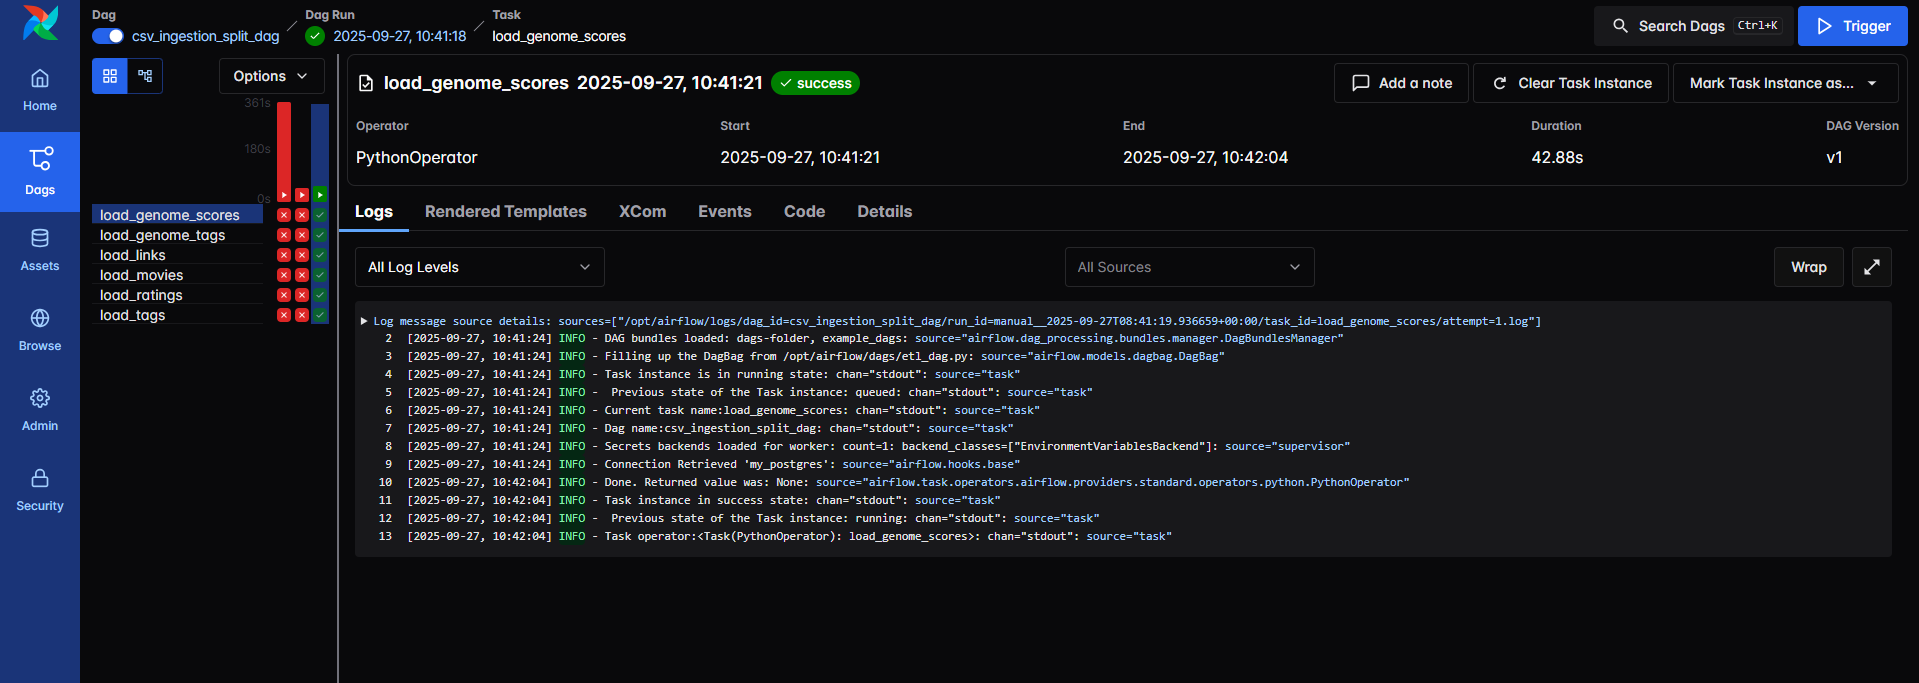 Dag
csv_ingestion_split_dag
Dag Run
2025-09-27, 10:41:18
Task
load_genome_scores
Search Dags Ctrl+K
Trigger
Home
Dags
Assets
Browse
Admin
Security
Options
361s
180s
0s
load_genome_scores
load_genome_tags
load_links
load_movies
load_ratings
load_tags
load_genome_scores 2025-09-27, 10:41:21 success
Add a note
Clear Task Instance
Mark Task Instance as...
Operator Start End Duration DAG Version
PythonOperator 2025-09-27, 10:41:21 2025-09-27, 10:42:04 42.88s v1
Logs Rendered Templates XCom Events Code Details
All Log Levels All Sources Wrap
Log message source details: sources=["/opt/airflow/logs/dag_id=csv_ingestion_split_dag/run_id=manual__2025-09-27T08:41:19.936659+00:00/task_id=load_genome_scores/attempt=1.log"]
2 [2025-09-27, 10:41:24] INFO - DAG bundles loaded: dags-folder, example_dags: source="airflow.dag_processing.bundles.manager.DagBundlesManager"
3 [2025-09-27, 10:41:24] INFO - Filling up the DagBag from /opt/airflow/dags/etl_dag.py: source="airflow.models.dagbag.DagBag"
4 [2025-09-27, 10:41:24] INFO - Task instance is in running state: chan="stdout": source="task"
5 [2025-09-27, 10:41:24] INFO -  Previous state of the Task instance: queued: chan="stdout": source="task"
6 [2025-09-27, 10:41:24] INFO - Current task name:load_genome_scores: chan="stdout": source="task"
7 [2025-09-27, 10:41:24] INFO - Dag name:csv_ingestion_split_dag: chan="stdout": source="task"
8 [2025-09-27, 10:41:24] INFO - Secrets backends loaded for worker: count=1: backend_classes=["EnvironmentVariablesBackend"]: source="supervisor"
9 [2025-09-27, 10:41:24] INFO - Connection Retrieved 'my_postgres': source="airflow.hooks.base"
10 [2025-09-27, 10:42:04] INFO - Done. Returned value was: None: source="airflow.task.operators.airflow.providers.standard.operators.python.PythonOperator"
11 [2025-09-27, 10:42:04] INFO - Task instance in success state: chan="stdout": source="task"
12 [2025-09-27, 10:42:04] INFO -  Previous state of the Task instance: running: chan="stdout": source="task"
13 [2025-09-27, 10:42:04] INFO - Task operator:<Task(PythonOperator): load_genome_scores>: chan="stdout": source="task"